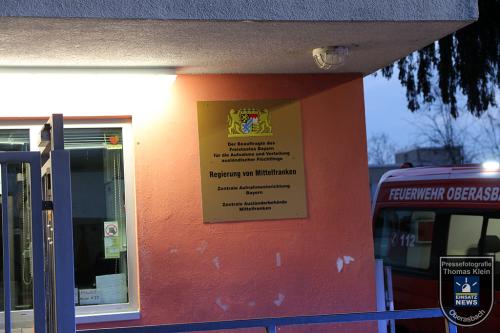 Der Beauftragte des
Freistaates Bayern
für die Aufnahme und Verteilung
ausländischer Flüchtlinge
Regierung von Mittelfranken
Zentrale Aufnahmeeinrichtung
Bayern
Zentrale Ausländerbehörde
Mittelfranken
FEUERWEHR OBERASB
112
Pressefotografie
Thomas Klein
EINSATZ
NEWS
Oberasbach